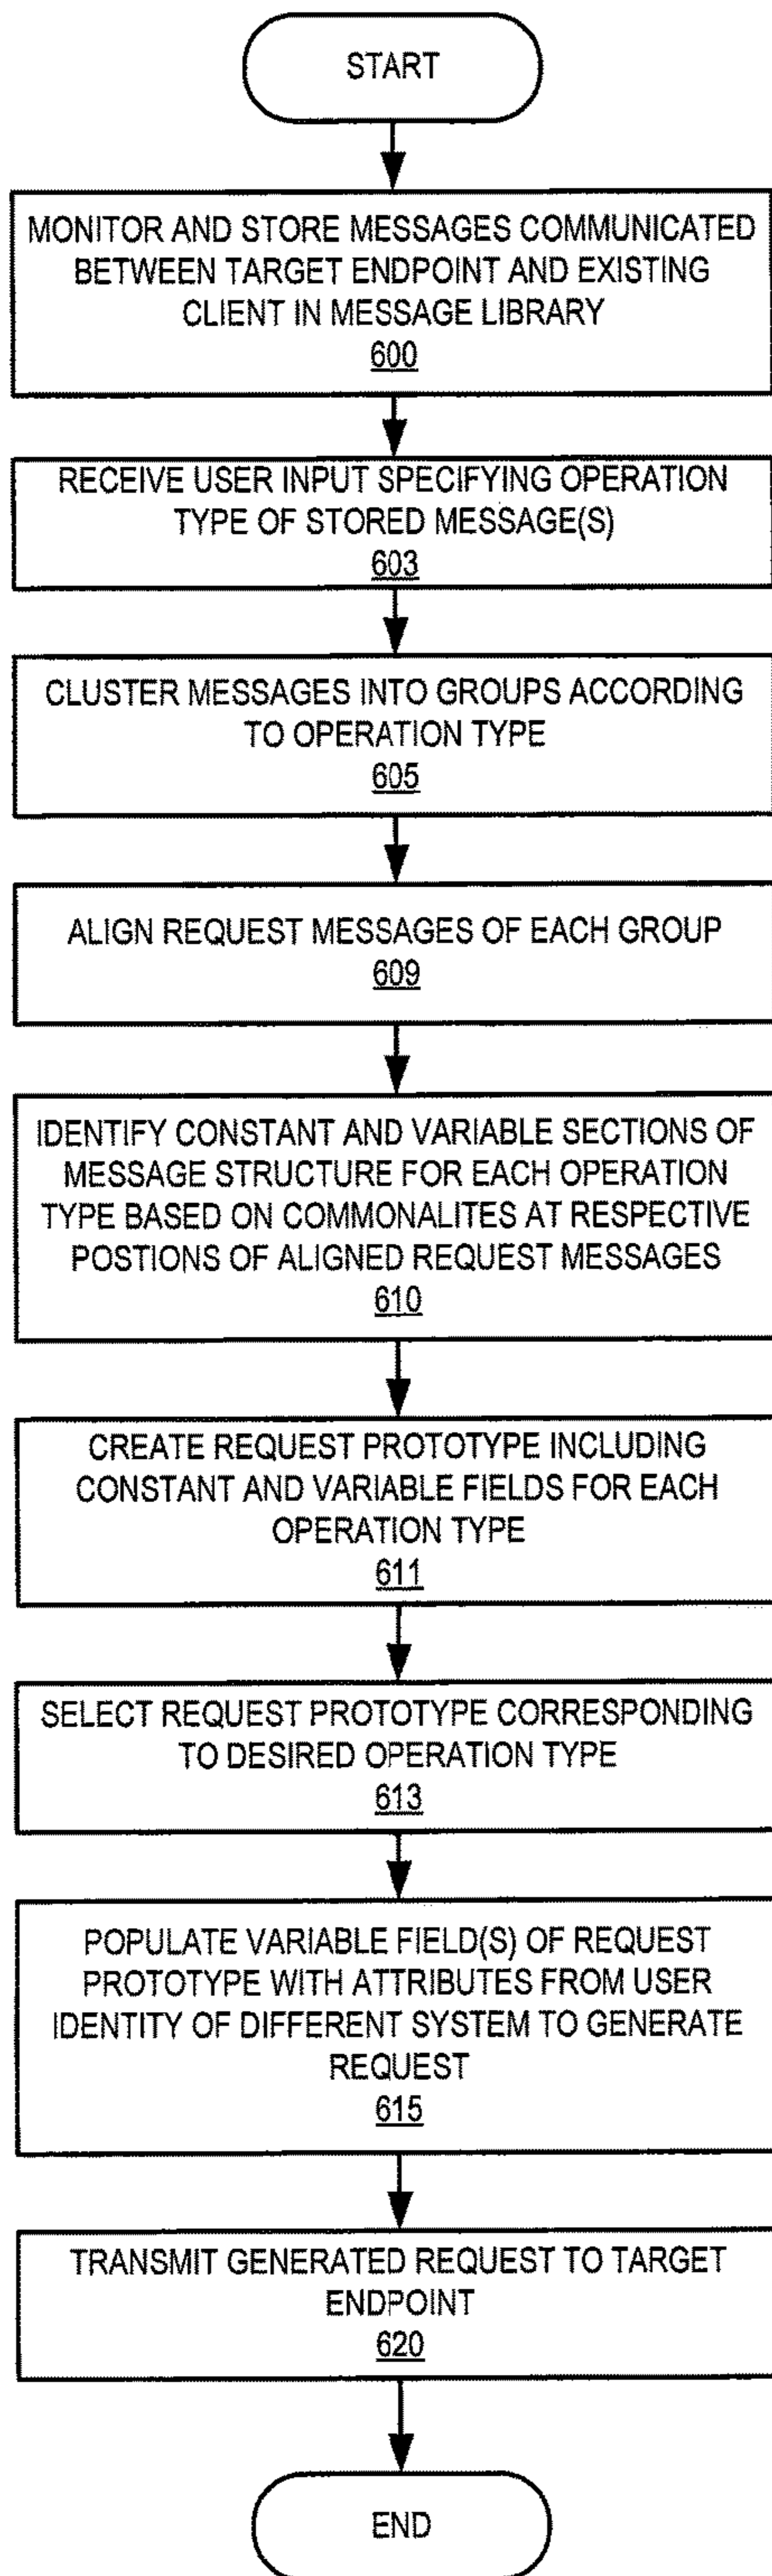 START
MONITOR AND STORE MESSAGES COMMUNICATED
BETWEEN TARGET ENDPOINT AND EXISTING
CLIENT IN MESSAGE LIBRARY
600
RECEIVE USER INPUT SPECIFYING OPERATION
TYPE OF STORED MESSAGE(S)
603
CLUSTER MESSAGES INTO GROUPS ACCORDING
TO OPERATION TYPE
605
ALIGN REQUEST MESSAGES OF EACH GROUP
609
IDENTIFY CONSTANT AND VARIABLE SECTIONS OF
MESSAGE STRUCTURE FOR EACH OPERATION
TYPE BASED ON COMMONALITES AT RESPECTIVE
POSTIONS OF ALIGNED REQUEST MESSAGES
610
CREATE REQUEST PROTOTYPE INCLUDING
CONSTANT AND VARIABLE FIELDS FOR EACH
OPERATION TYPE
611
SELECT REQUEST PROTOTYPE CORRESPONDING
TO DESIRED OPERATION TYPE
613
POPULATE VARIABLE FIELD(S) OF REQUEST
PROTOTYPE WITH ATTRIBUTES FROM USER
IDENTITY OF DIFFERENT SYSTEM TO GENERATE
REQUEST
615
TRANSMIT GENERATED REQUEST TO TARGET
ENDPOINT
620
END